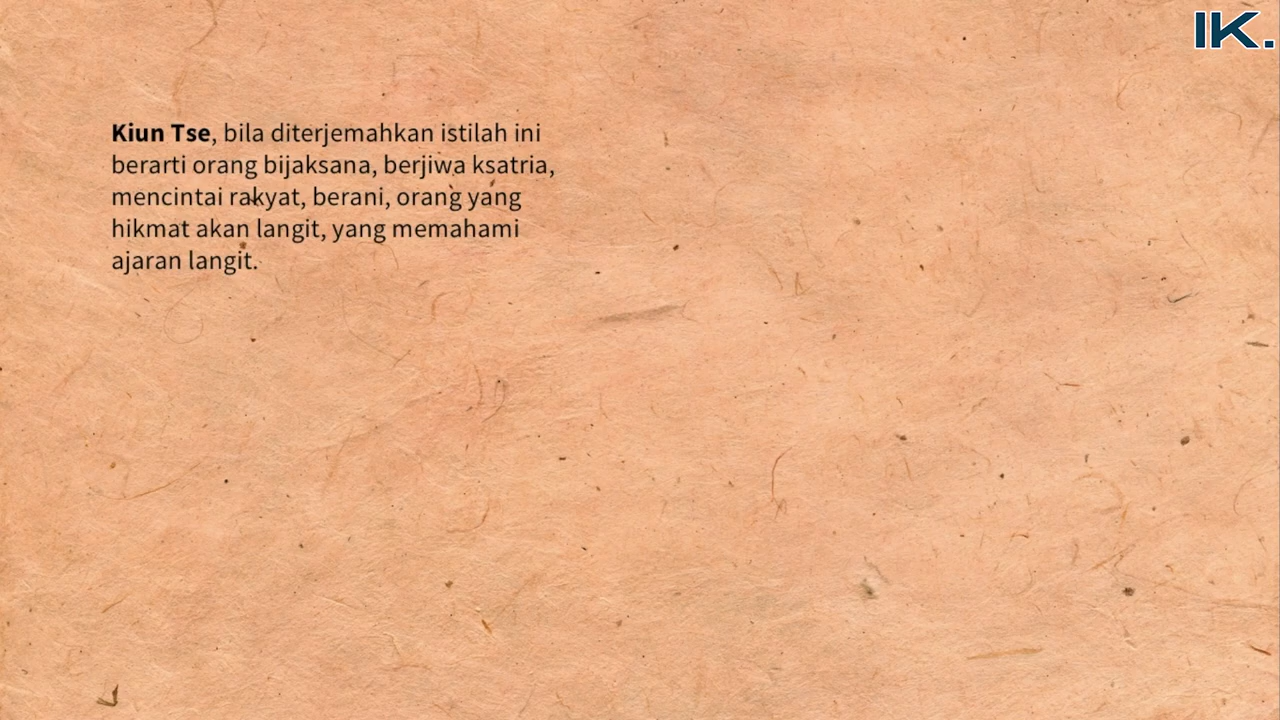 IK.
Kiun Tse, bila diterjemahkan istilah ini
berarti orang bijaksana, berjiwa ksatria,
mencintai rakyat, berani, orang yang
hikmat akan langit, yang memahami
ajaran langit.